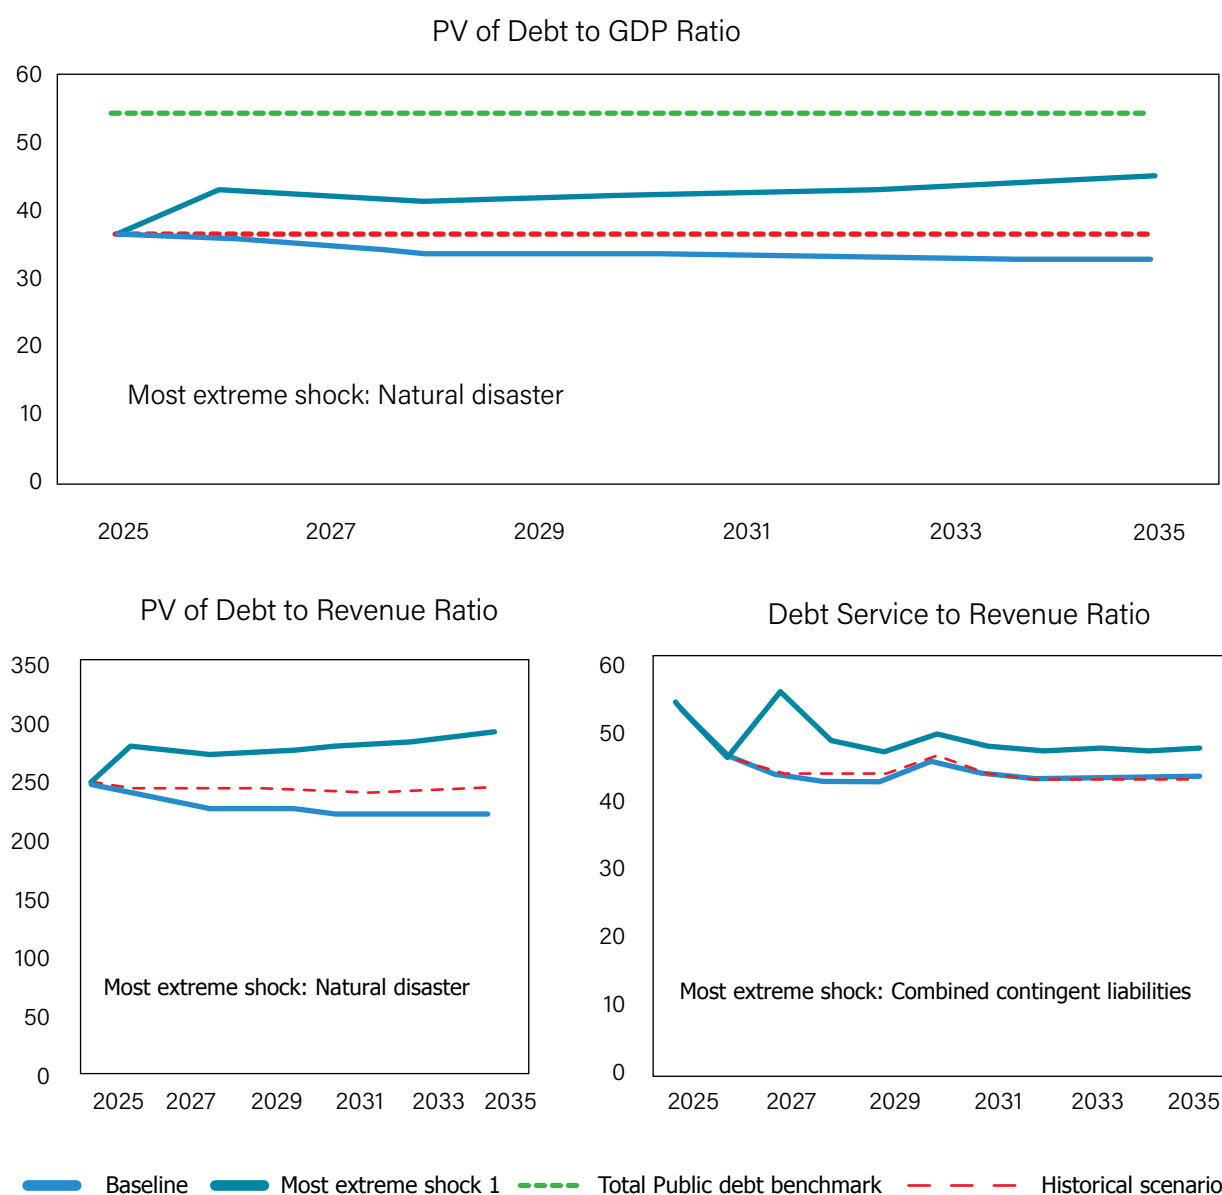 PV of Debt to GDP Ratio
60
50
40
30
20
10
0
Most extreme shock: Natural disaster
2025 2027 2029 2031 2033 2035
PV of Debt to Revenue Ratio
350
300
250
200
150
100
50
0
Most extreme shock: Natural disaster
2025 2027 2029 2031 2033 2035
Debt Service to Revenue Ratio
60
50
40
30
20
10
0
Most extreme shock: Combined contingent liabilities
2025 2027 2029 2031 2033 2035
Baseline Most extreme shock 1 Total Public debt benchmark Historical scenario